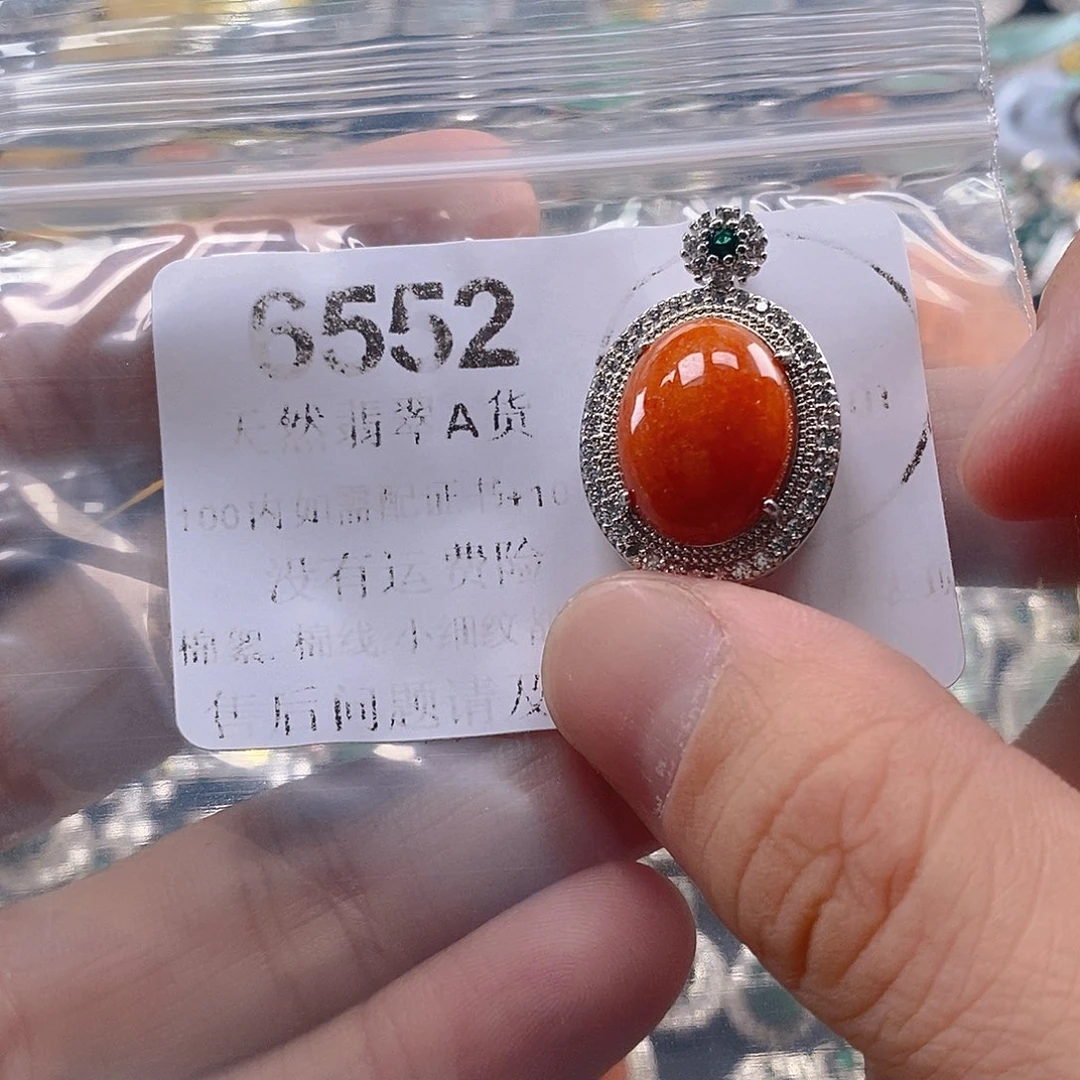 6552
天然翡翠A货
100内如需配证书+10
没有运费险
棉絮.棉线.小细纹
售后问题请及